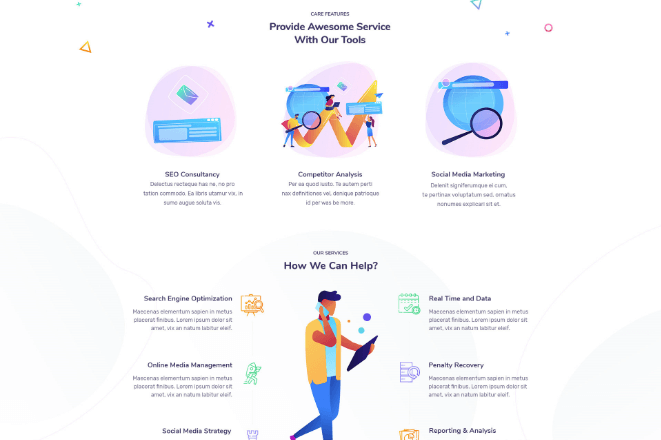 CARE FEATURES
Provide Awesome Service
With Our Tools
SEO Consultancy
Delectus recteque has ne, no pro
tation commodo. Ea libris utamur vix, in
sumo augue soluta vis.
Competitor Analysis
Per ea quod iusto. Te autem perti
nax definitiones vel, denique patrioque
id per was be more.
Social Media Marketing
Delenit signiferumque ei cum,
te pertinax voluptatum sed, ornatus
nonumes explicari sit et.
OUR SERVICES
How We Can Help?
Search Engine Optimization
Maecenas elementum sapien in metus
placerat finibus. Lorem ipsum dolor sit
amet, vix an natum labitur eleif.
Real Time and Data
Maecenas elementum sapien in metus
placerat finibus. Lorem ipsum dolor sit
amet, vix an natum labitur eleif.
Online Media Management
Maecenas elementum sapien in metus
placerat finibus. Lorem ipsum dolor sit
amet, vix an natum labitur eleif.
Penalty Recovery
Maecenas elementum sapien in metus
placerat finibus. Lorem ipsum dolor sit
amet, vix an natum labitur eleif.
Social Media Strategy
Reporting & Analysis